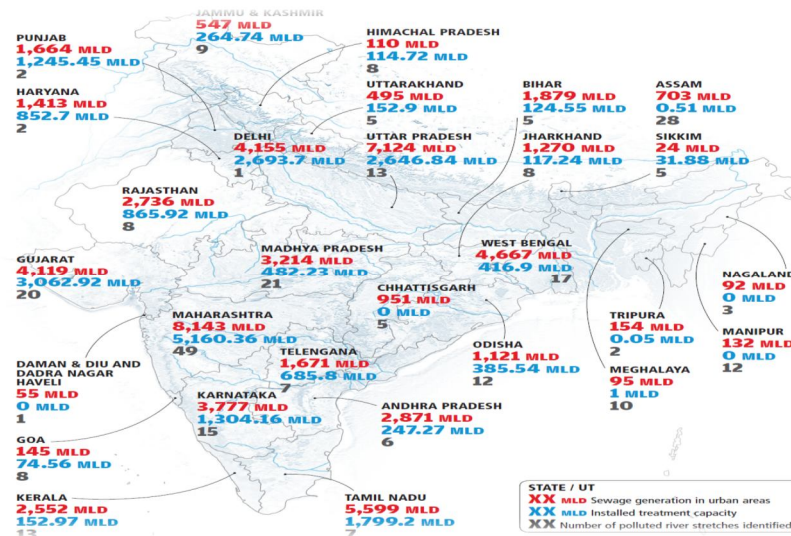 JAMMU & KASHMIR
547 MLD
264.74 MLD
9
PUNJAB
1,664 MLD
1,245.45 MLD
2
HIMACHAL PRADESH
110 MLD
114.72 MLD
8
HARYANA
1,413 MLD
852.7 MLD
2
UTTARAKHAND
495 MLD
152.9 MLD
5
BIHAR
1,879 MLD
124.55 MLD
5
ASSAM
703 MLD
0.51 MLD
28
DELHI
4,155 MLD
2,693.7 MLD
1
UTTAR PRADESH
7,124 MLD
2,646.84 MLD
13
JHARKHAND
1,270 MLD
117.24 MLD
8
SIKKIM
24 MLD
31.88 MLD
5
RAJASTHAN
2,736 MLD
865.92 MLD
8
GUJARAT
4,119 MLD
3,062.92 MLD
20
MADHYA PRADESH
3,214 MLD
482.23 MLD
21
WEST BENGAL
4,667 MLD
416.9 MLD
17
CHHATTISGARH
951 MLD
0 MLD
5
NAGALAND
92 MLD
0 MLD
3
MAHARASHTRA
8,143 MLD
5,160.36 MLD
49
TRIPURA
154 MLD
0.05 MLD
2
MANIPUR
132 MLD
0 MLD
12
TELENGANA
1,671 MLD
685.8 MLD
7
ODISHA
1,121 MLD
385.54 MLD
12
DAMAN & DIU AND
DADRA NAGAR
HAVELI
55 MLD
0 MLD
1
MEGHALAYA
95 MLD
1 MLD
10
KARNATAKA
3,777 MLD
1,304.16 MLD
15
ANDHRA PRADESH
2,871 MLD
247.27 MLD
6
GOA
145 MLD
74.56 MLD
8
KERALA
2,552 MLD
152.97 MLD
13
TAMIL NADU
5,599 MLD
1,799.2 MLD
7
STATE / UT
XX MLD Sewage generation in urban areas
XX MLD Installed treatment capacity
XX Number of polluted river stretches identified